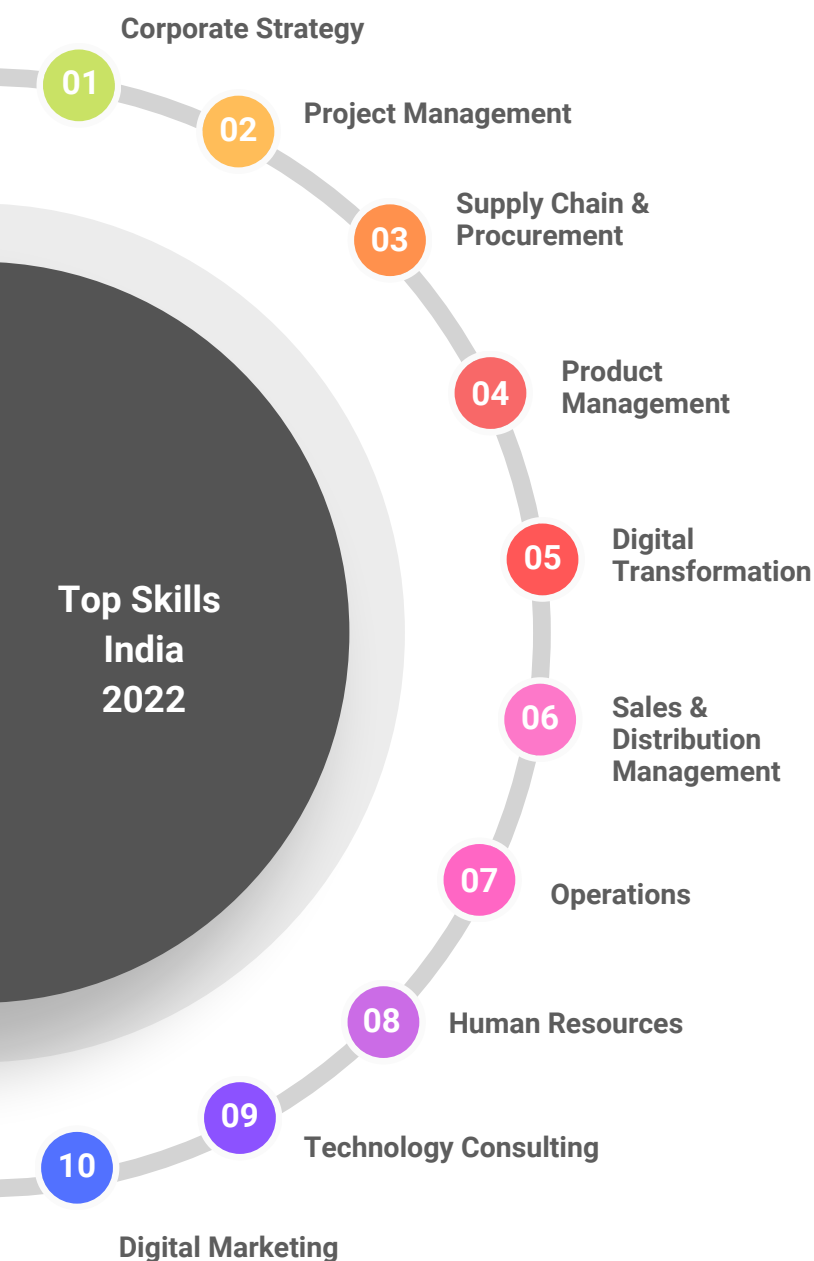 Corporate Strategy
01
02
Project Management
03
Supply Chain &
Procurement
04
Product
Management
05
Digital
Transformation
Top Skills
India
2022
06
Sales &
Distribution
Management
07
Operations
08
Human Resources
09
Technology Consulting
10
Digital Marketing